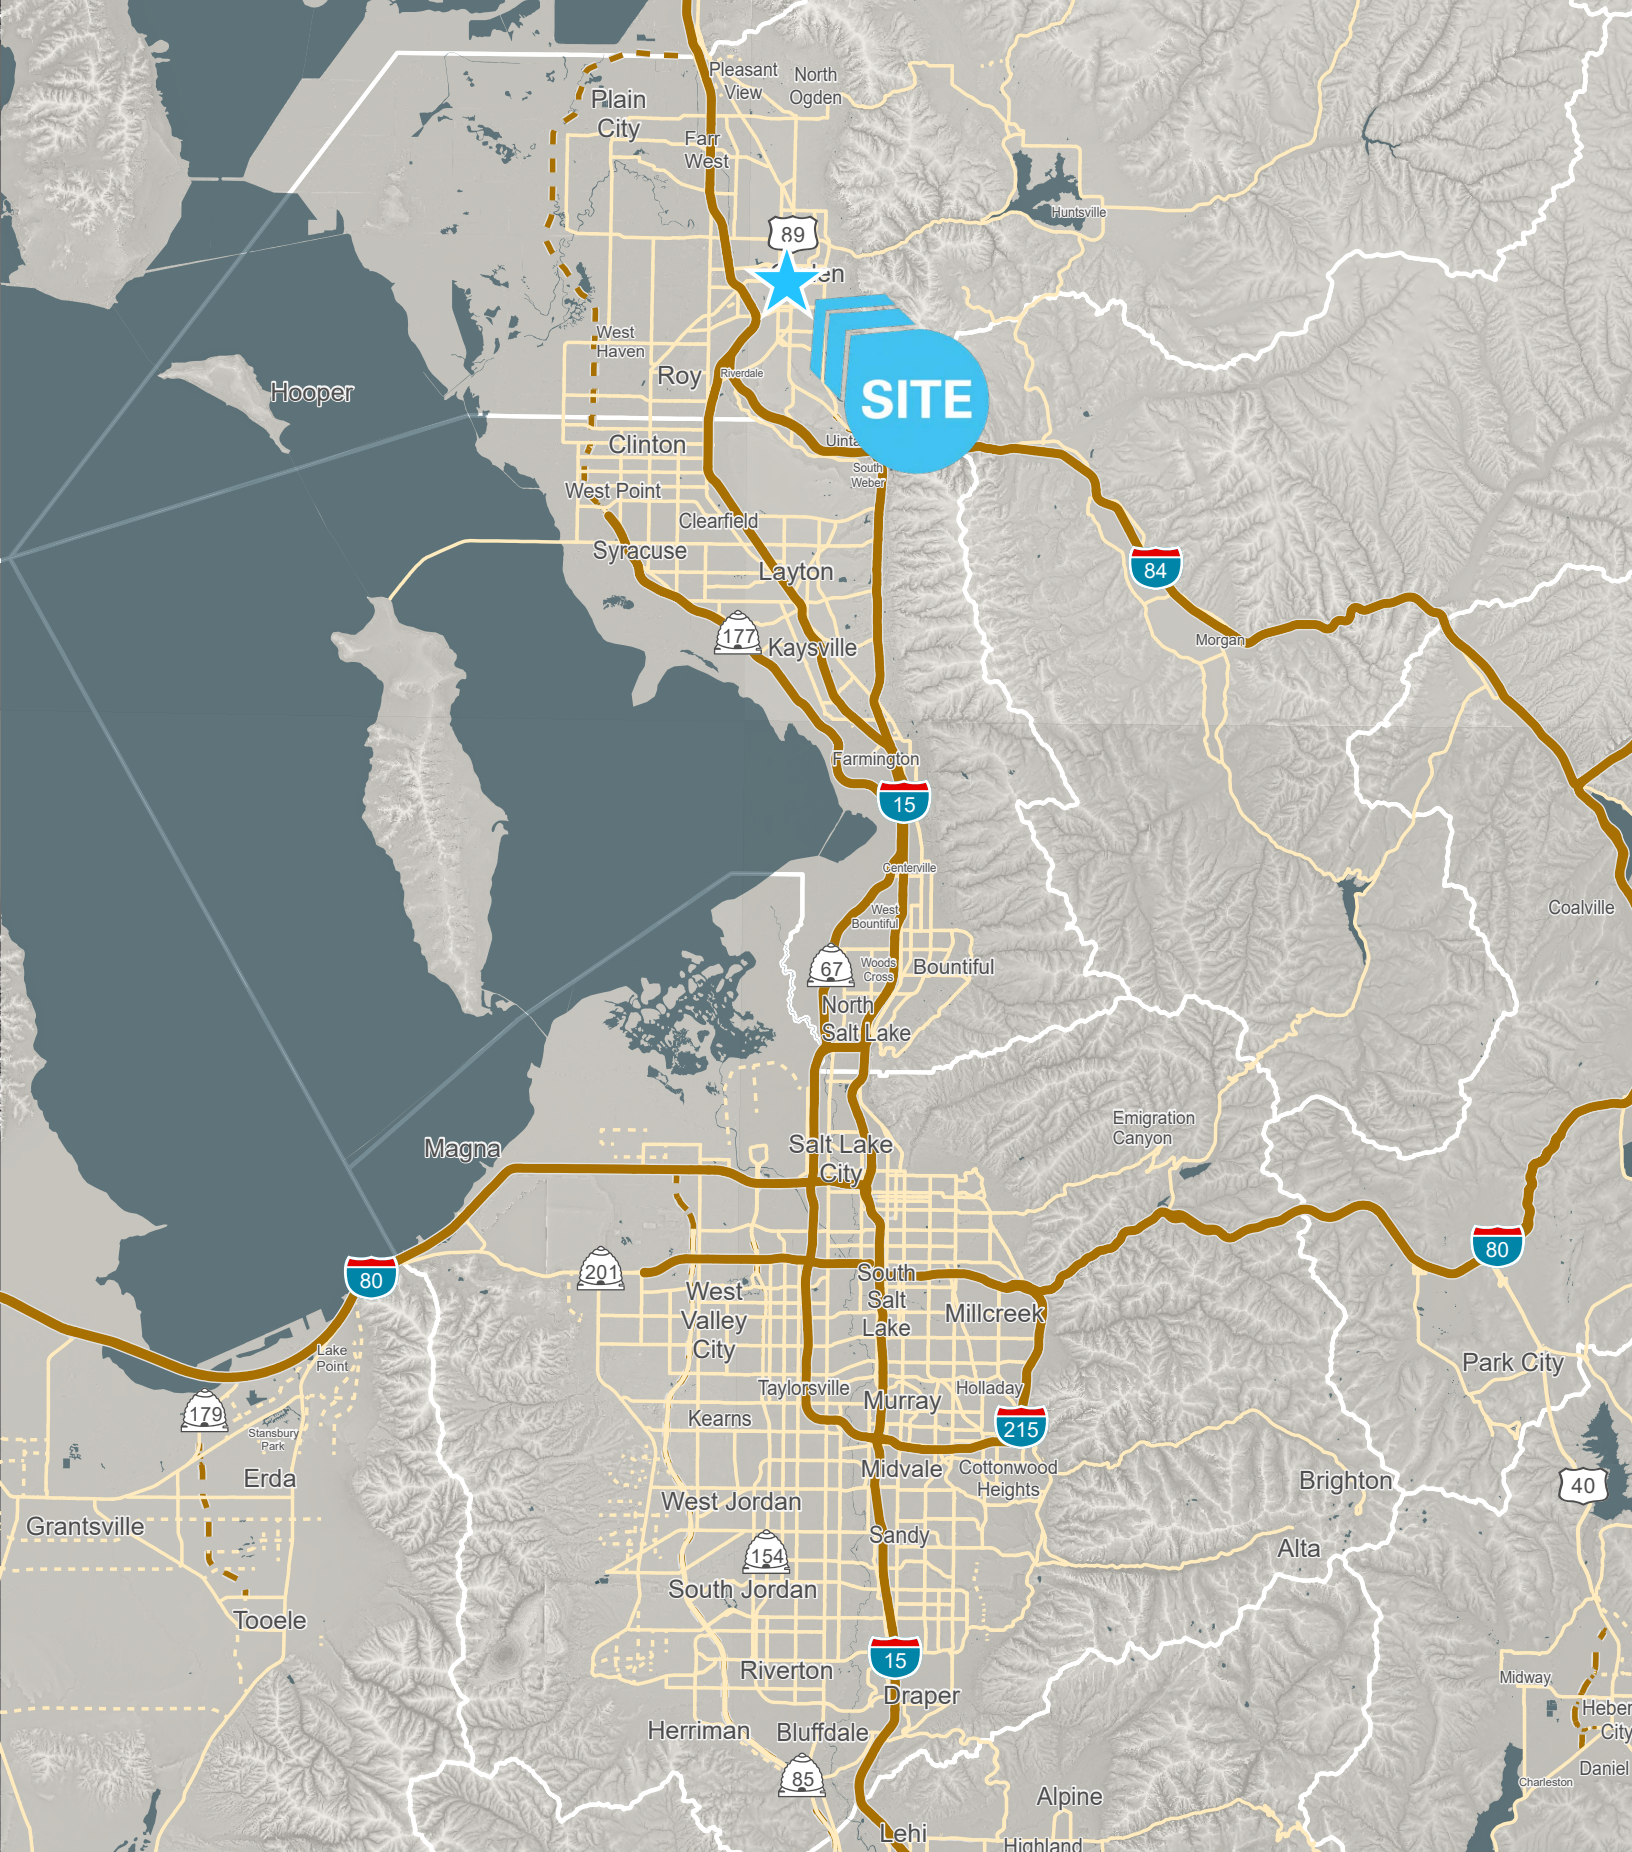 Pleasant
View
North
Ogden
Plain
City
Farr
West
Huntsville
89
West
Haven
Roy
Riverdale
Hooper
SITE
Clinton
South
Weber
West Point
Clearfield
Syracuse
Layton
84
177
Kaysville
Morgan
Farmington
15
Centerville
West
Bountiful
Coalville
67
Woods
Cross
Bountiful
North
Salt Lake
Emigration
Canyon
Magna
Salt Lake
City
80
201
80
South
Salt
Lake
West
Valley
City
Millcreek
Lake
Point
Park City
Taylorsville
Holladay
Murray
179
Kearns
215
Stansbury
Park
Erda
Midvale
Cottonwood
Heights
Brighton
40
West Jordan
Grantsville
Sandy
Alta
154
South Jordan
Tooele
15
Riverton
Midway
Draper
Heber
City
Herriman
Bluffdale
Daniel
85
Charleston
Alpine
Lehi
Highland